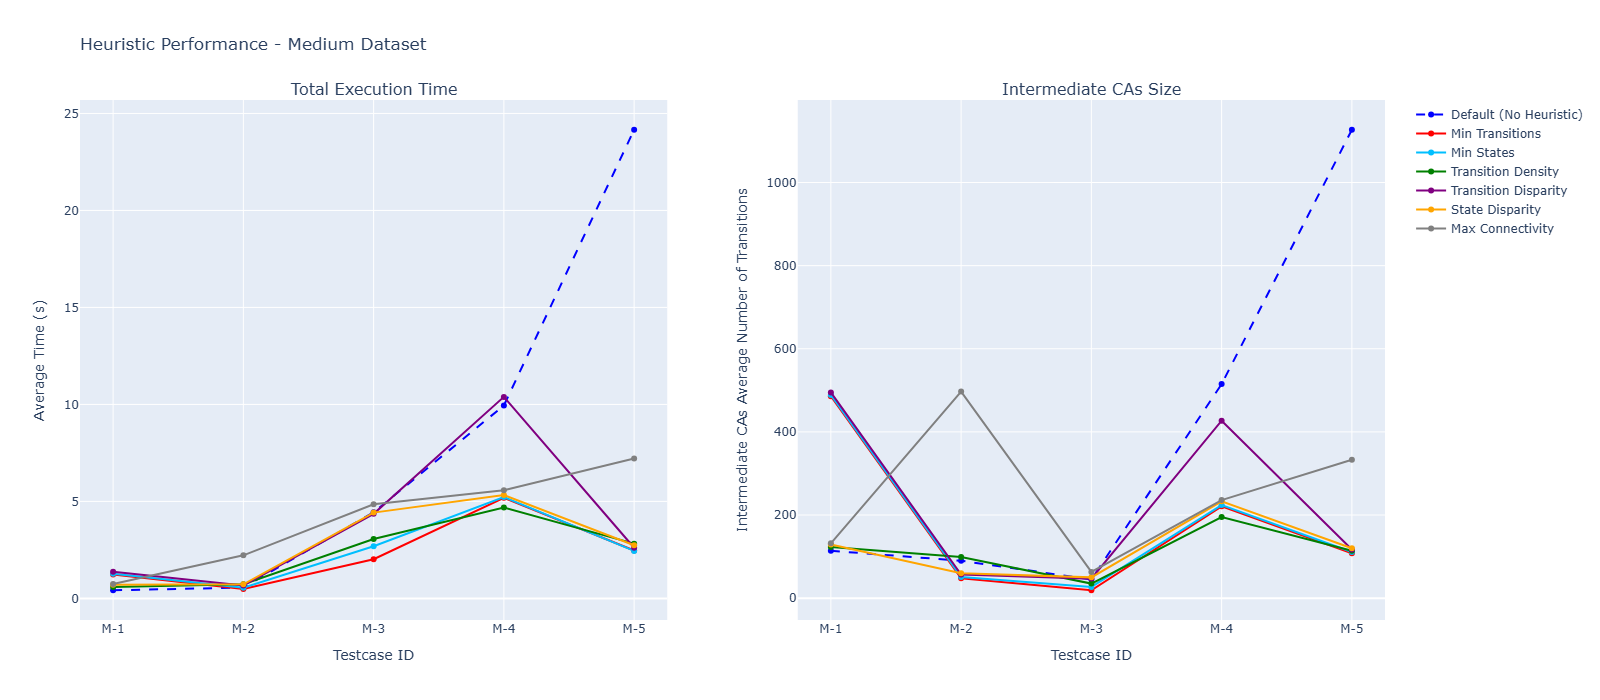 Heuristic Performance - Medium Dataset
Total Execution Time
25
20
15
10
5
0
Average Time (s)
M-1
M-2
M-3
M-4
M-5
Testcase ID
Intermediate CAs Size
1000
800
600
400
200
0
Intermediate CAs Average Number of Transitions
M-1
M-2
M-3
M-4
M-5
Testcase ID
Default (No Heuristic)
Min Transitions
Min States
Transition Density
Transition Disparity
State Disparity
Max Connectivity